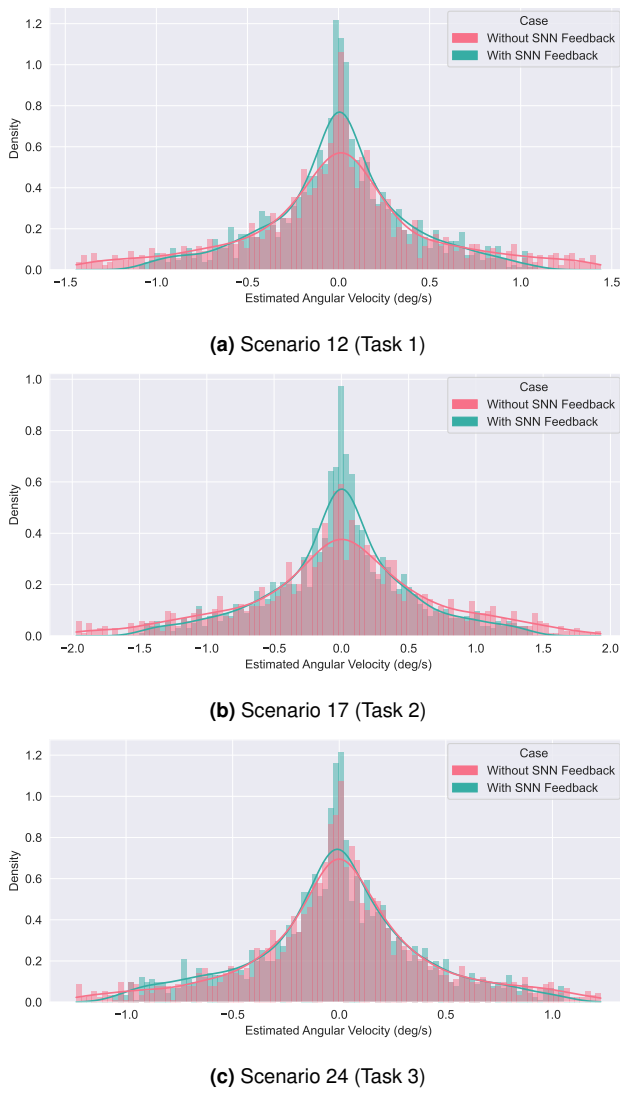 Case
Without SNN Feedback
With SNN Feedback
1.2
1.0
0.8
0.6
0.4
0.2
0.0
Density
−1.5 −1.0 −0.5 0.0 0.5 1.0 1.5
Estimated Angular Velocity (deg/s)
(a) Scenario 12 (Task 1)
Case
Without SNN Feedback
With SNN Feedback
1.0
0.8
0.6
0.4
0.2
0.0
Density
−2.0 −1.5 −1.0 −0.5 0.0 0.5 1.0 1.5 2.0
Estimated Angular Velocity (deg/s)
(b) Scenario 17 (Task 2)
Case
Without SNN Feedback
With SNN Feedback
1.2
1.0
0.8
0.6
0.4
0.2
0.0
Density
−1.0 −0.5 0.0 0.5 1.0
Estimated Angular Velocity (deg/s)
(c) Scenario 24 (Task 3)